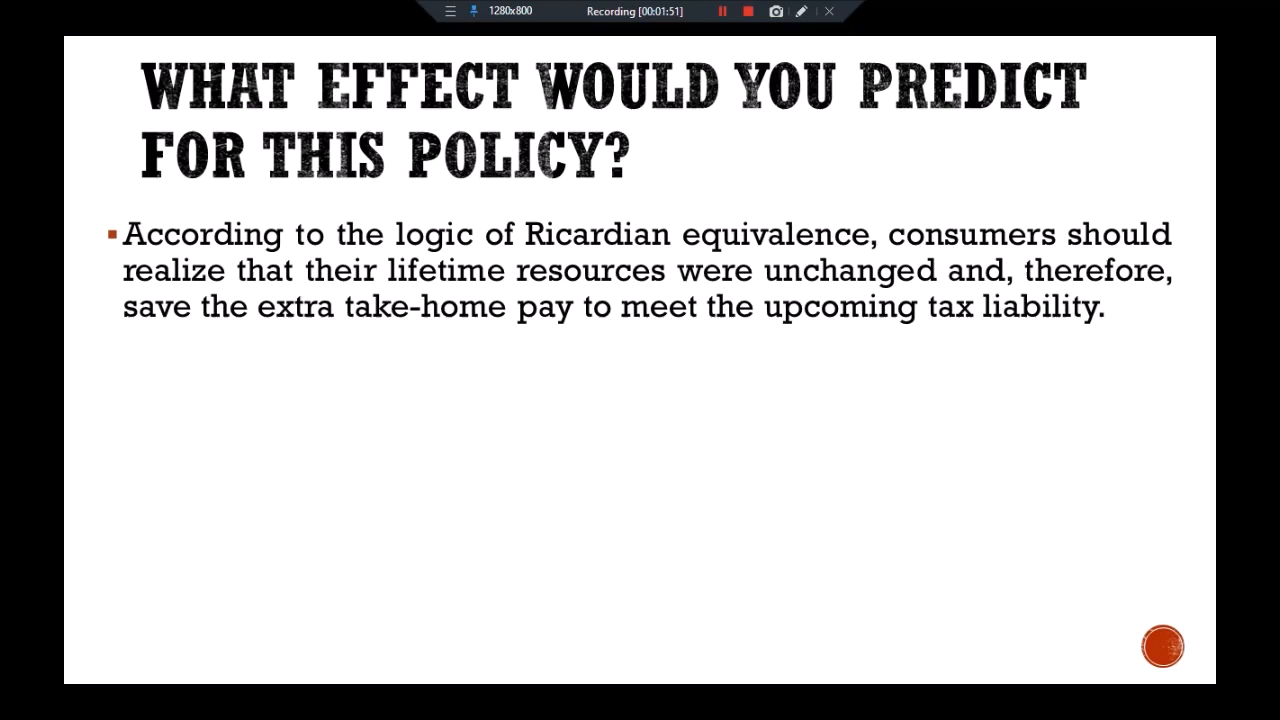 1280x800 Recording [00:01:51]
WHAT EFFECT WOULD YOU PREDICT
FOR THIS POLICY?
According to the logic of Ricardian equivalence, consumers should
realize that their lifetime resources were unchanged and, therefore,
save the extra take-home pay to meet the upcoming tax liability.